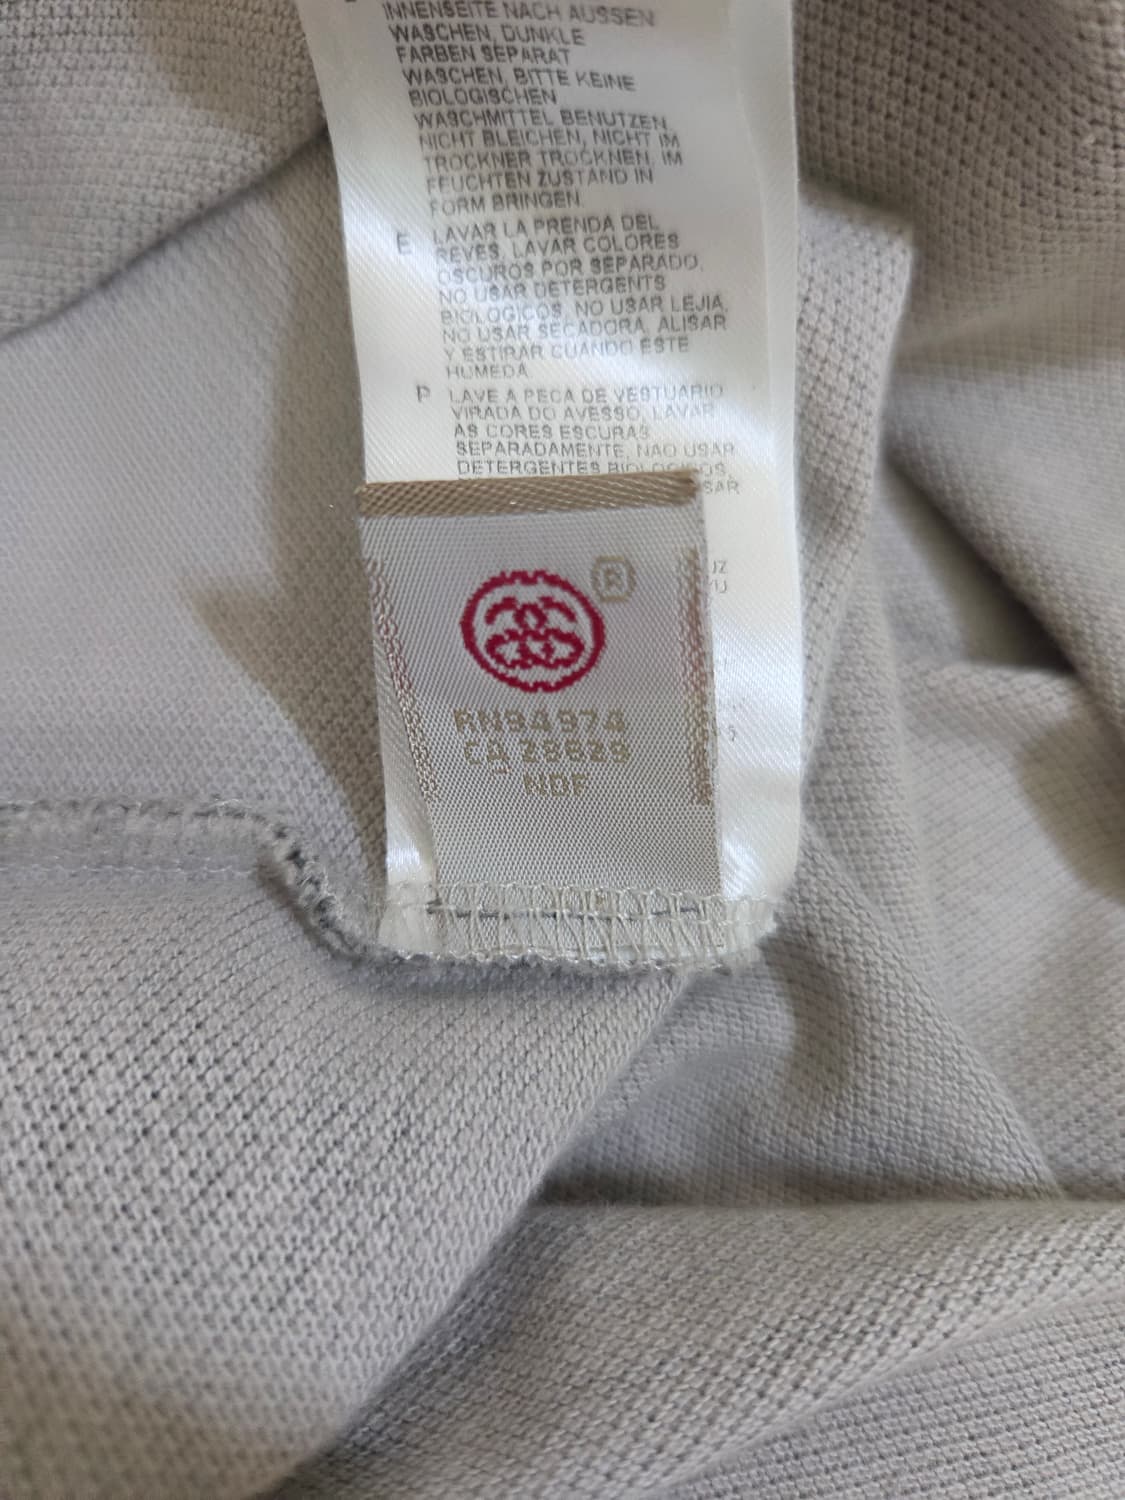 INNENSEITE NACH AUSSEN
WASCHEN, DUNKLE
FARBEN SEPARAT
WASCHEN, BITTE KEINE
BIOLOGISCHEN
WASCHMITTEL BENUTZEN,
NICHT BLEICHEN, NICHT IM
TROCKNER TROCKNEN, IM
FEUCHTEN ZUSTAND IN
FORM BRINGEN.
E LAVAR LA PRENDA DEL
REVES, LAVAR COLORES
OSCUROS POR SEPARADO,
NO USAR DETERGENTS
BIOLOGICOS, NO USAR LEJIA,
NO USAR SECADORA, ALISAR
Y ESTIRAR CUANDO ESTE
HUMEDA
P LAVE A PECA DE VESTUARIO
VIRADA DO AVESSO, LAVAR
AS CORES ESCURAS
SEPARADAMENTE, NAO USAR
DETERGENTES BIOLOGICOS,
®
RN94974
CA 28629
NDF